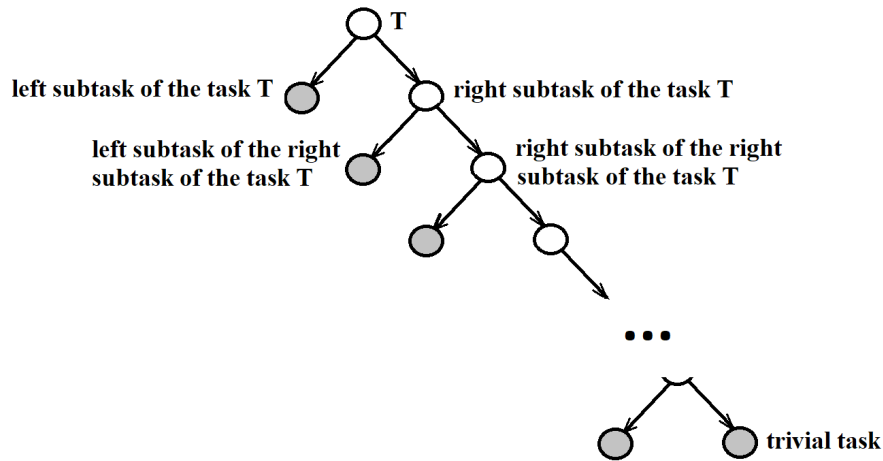 T
left subtask of the task T
right subtask of the task T
left subtask of the right
subtask of the task T
right subtask of the right
subtask of the task T
...
trivial task